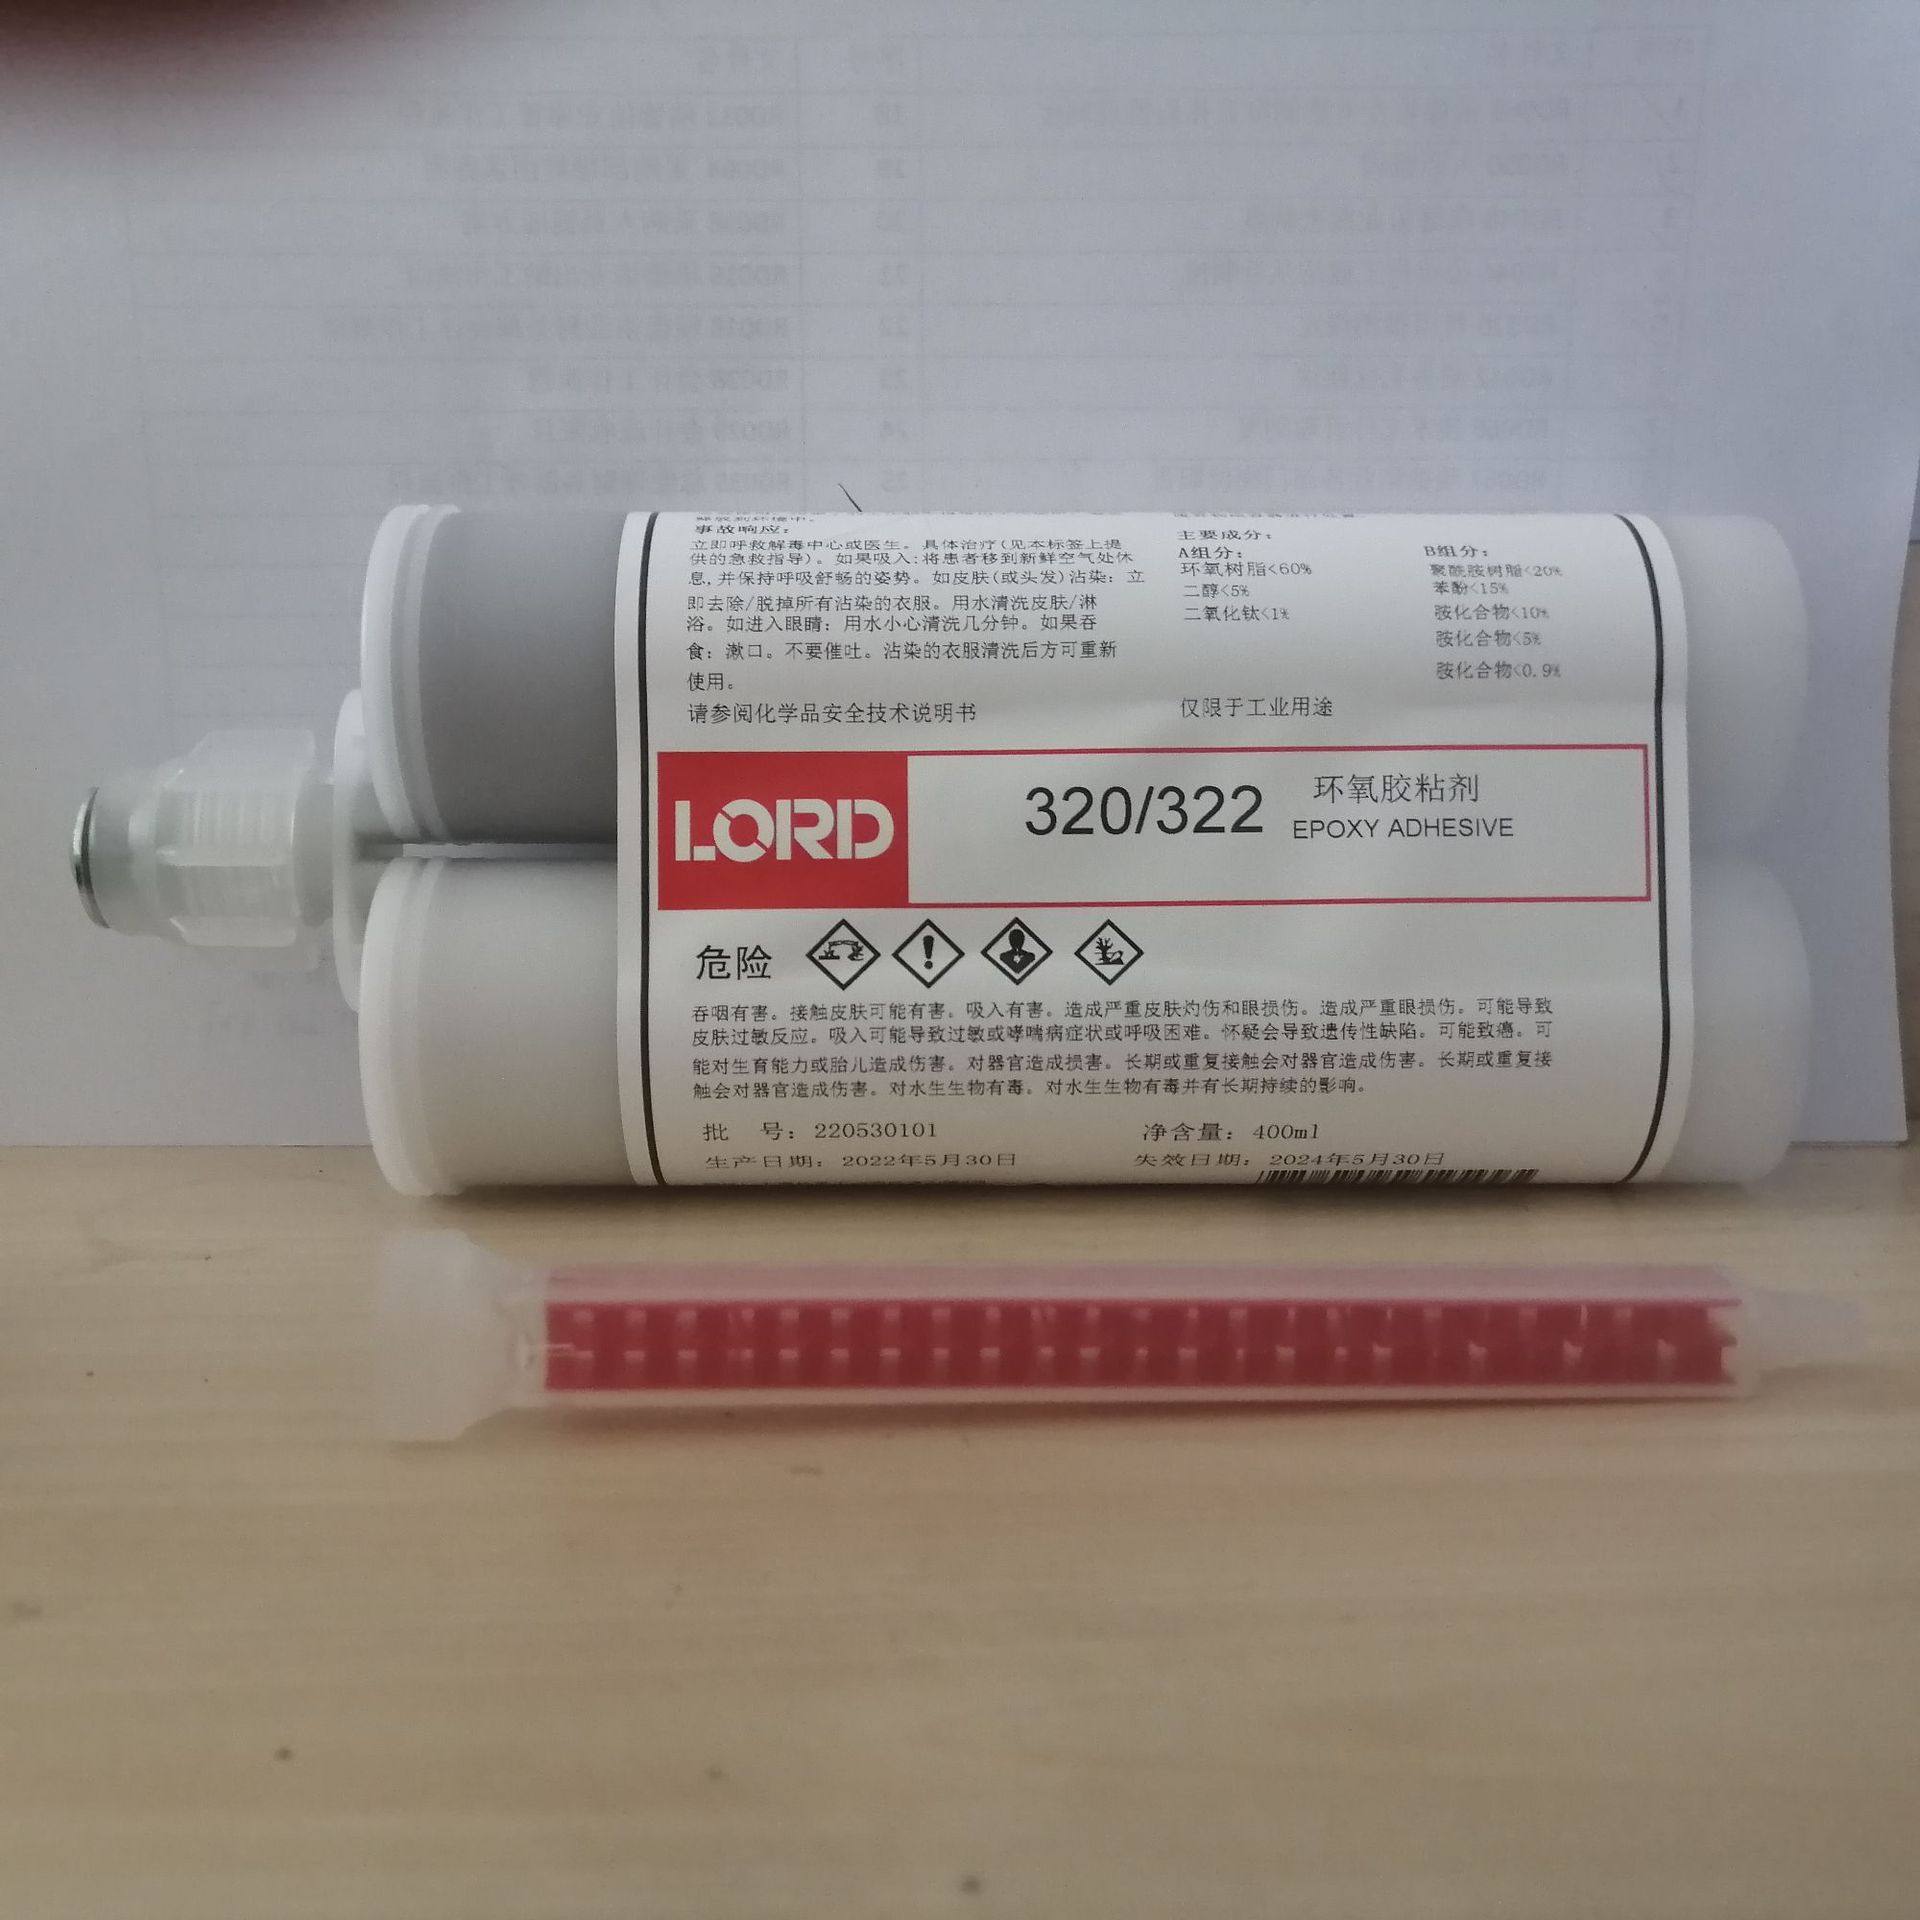 事故响应：
立即呼救解毒中心或医生。具体治疗(见本标签上提
供的急救指导)。如果吸入:将患者移到新鲜空气处休
息,并保持呼吸舒畅的姿势。如皮肤(或头发)沾染：立
即去除/脱掉所有沾染的衣服。用水清洗皮肤/淋
浴。如进入眼睛：用水小心清洗几分钟。如果吞
食：漱口。不要催吐。沾染的衣服清洗后方可重新
使用。
请参阅化学品安全技术说明书
主要成分：
A组分：
环氧树脂<60%
二醇<5%
二氧化钛<1%
B组分：
聚酰胺树脂<20%
苯酚<15%
胺化合物<10%
胺化合物<5%
胺化合物<0.9%
仅限于工业用途
LORD
320/322
环氧胶粘剂
EPOXY ADHESIVE
危险
吞咽有害。接触皮肤可能有害。吸入有害。造成严重皮肤灼伤和眼损伤。造成严重眼损伤。可能导致
皮肤过敏反应。吸入可能导致过敏或哮喘病症状或呼吸困难。怀疑会导致遗传性缺陷。可能致癌。可
能对生育能力或胎儿造成伤害。对器官造成损害。长期或重复接触会对器官造成伤害。长期或重复接
触会对器官造成伤害。对水生生物有毒。对水生生物有毒并有长期持续的影响。
批 号：220530101
净含量：400ml
生产日期：2022年5月30日
失效日期：2024年5月30日